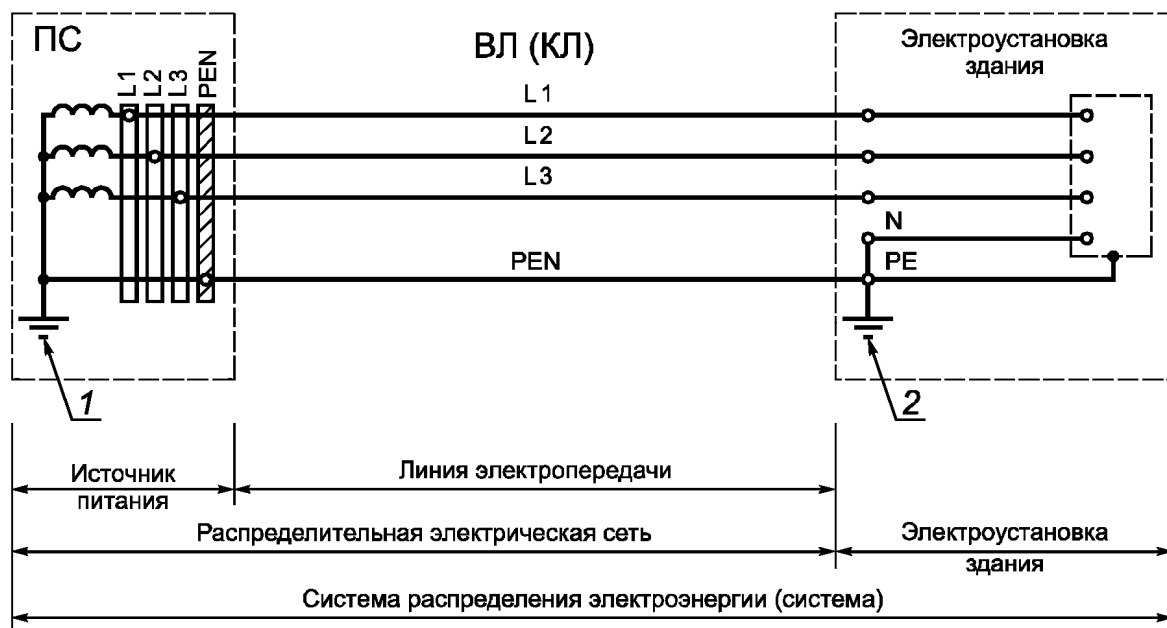 ПС
ВЛ (КЛ)
Электроустановка
здания
L1
L2
L3
PEN
L1
L2
L3
N
PEN
PE
1
2
Источник
питания
Линия электропередачи
Распределительная электрическая сеть
Электроустановка
здания
Система распределения электроэнергии (система)